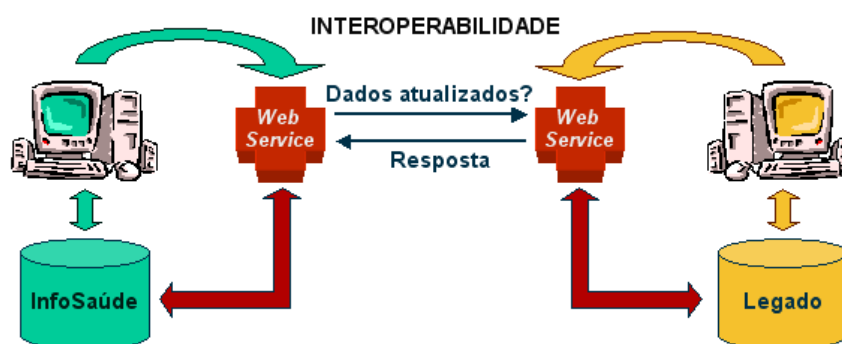 INTEROPERABILIDADE
Dados atualizados?
Web
Service
Web
Service
Resposta
InfoSaúde
Legado